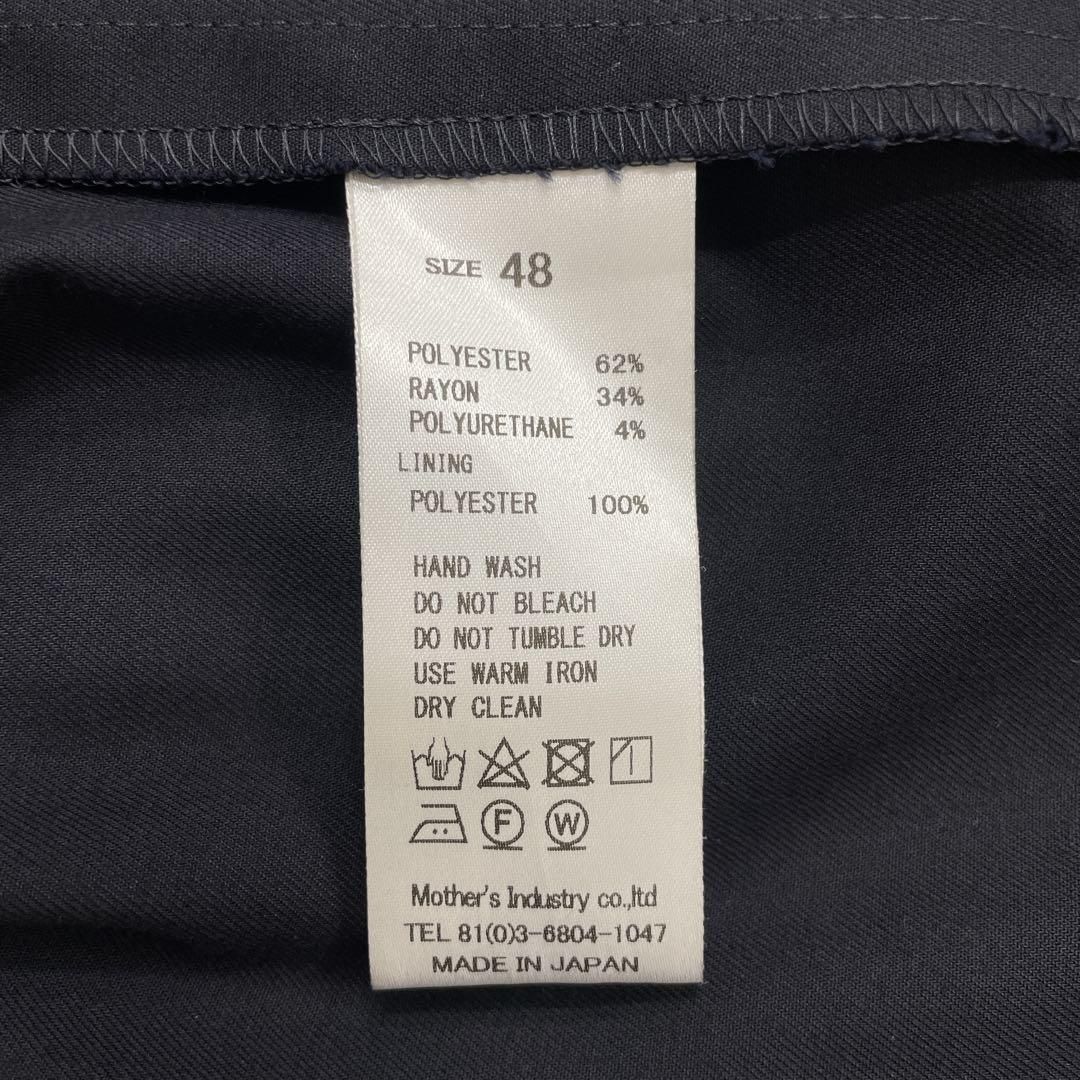 SIZE 48
POLYESTER 62%
RAYON 34%
POLYURETHANE 4%
LINING
POLYESTER 100%
HAND WASH
DO NOT BLEACH
DO NOT TUMBLE DRY
USE WARM IRON
DRY CLEAN
F W
Mother's Industry co.,ltd
TEL 81(0)3-6804-1047
MADE IN JAPAN